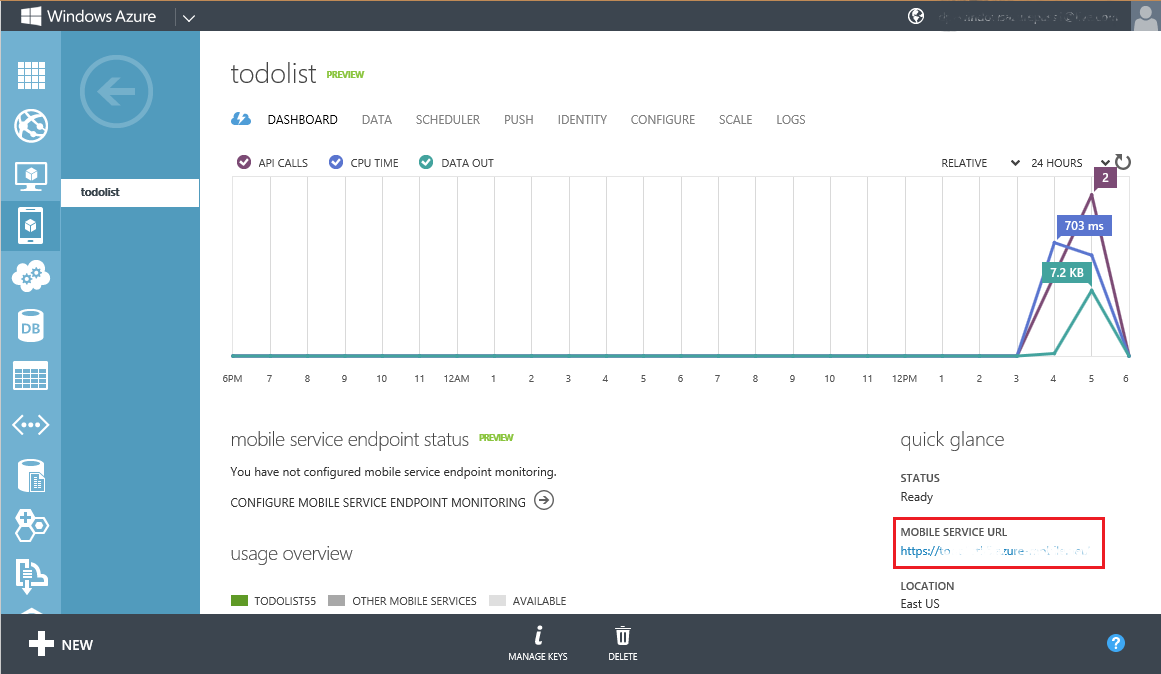 Windows Azure
todolist PREVIEW
DASHBOARD DATA SCHEDULER PUSH IDENTITY CONFIGURE SCALE LOGS
todolist
API CALLS CPU TIME DATA OUT RELATIVE 24 HOURS
2
703 ms
7.2 KB
6PM 7 8 9 10 11 12AM 1 2 3 4 5 6 7 8 9 10 11 12PM 1 2 3 4 5 6
DB
mobile service endpoint status PREVIEW
You have not configured mobile service endpoint monitoring.
CONFIGURE MOBILE SERVICE ENDPOINT MONITORING
usage overview
TODOLIST55 OTHER MOBILE SERVICES AVAILABLE
quick glance
STATUS
Ready
MOBILE SERVICE URL
LOCATION
East US
NEW
MANAGE KEYS
DELETE
?